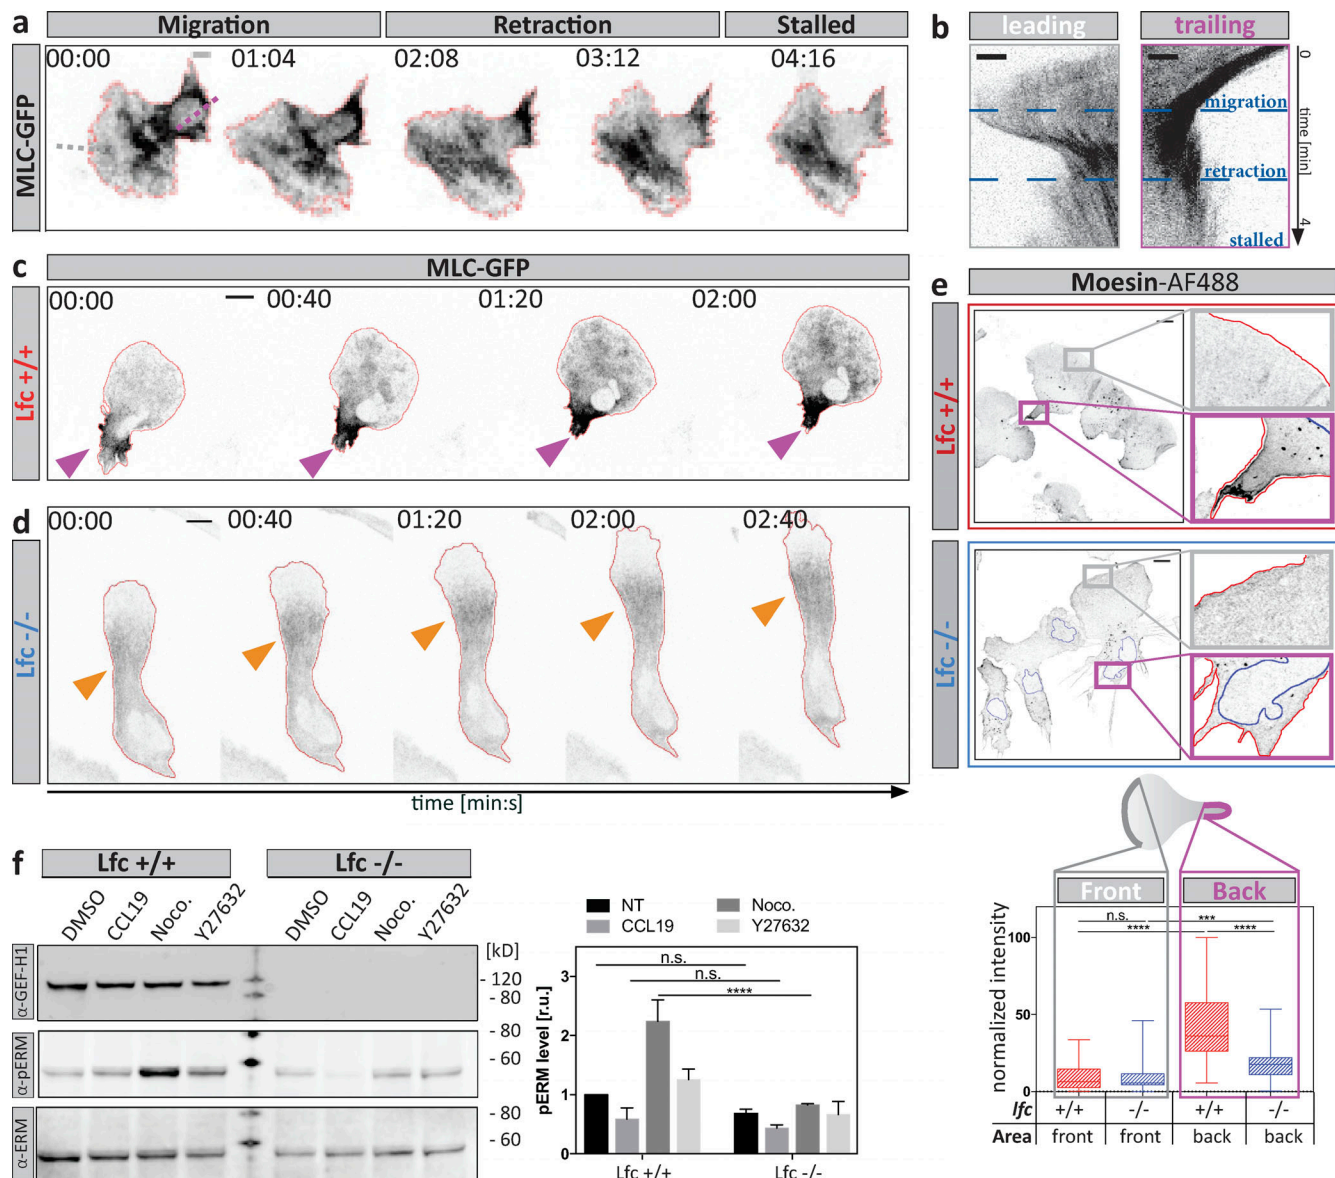 a
Migration
Retraction
Stalled
MLC-GFP
00:00
01:04
02:08
03:12
04:16
b
leading
trailing
migration
retraction
stalled
0
time [min]
4
c
MLC-GFP
Lfc +/+
00:00
00:40
01:20
02:00
d
Lfc -/-
00:00
00:40
01:20
02:00
02:40
time [min:s]
e
Moesin-AF488
Lfc +/+
Lfc -/-
Front
Back
n.s.
***
****
****
normalized intensity
100
50
0
lfc +/+ -/- +/+ -/-
Area front front back back
f
Lfc +/+
Lfc -/-
DMSO
CCL19
Noco.
Y27632
DMSO
CCL19
Noco.
Y27632
[kD]
α-GEF-H1
- 120
- 80
α-pERM
- 80
- 60
α-ERM
- 80
- 60
NT
Noco.
CCL19
Y27632
pERM level [r.u.]
3
2
1
0
n.s.
n.s.
****
Lfc +/+
Lfc -/-